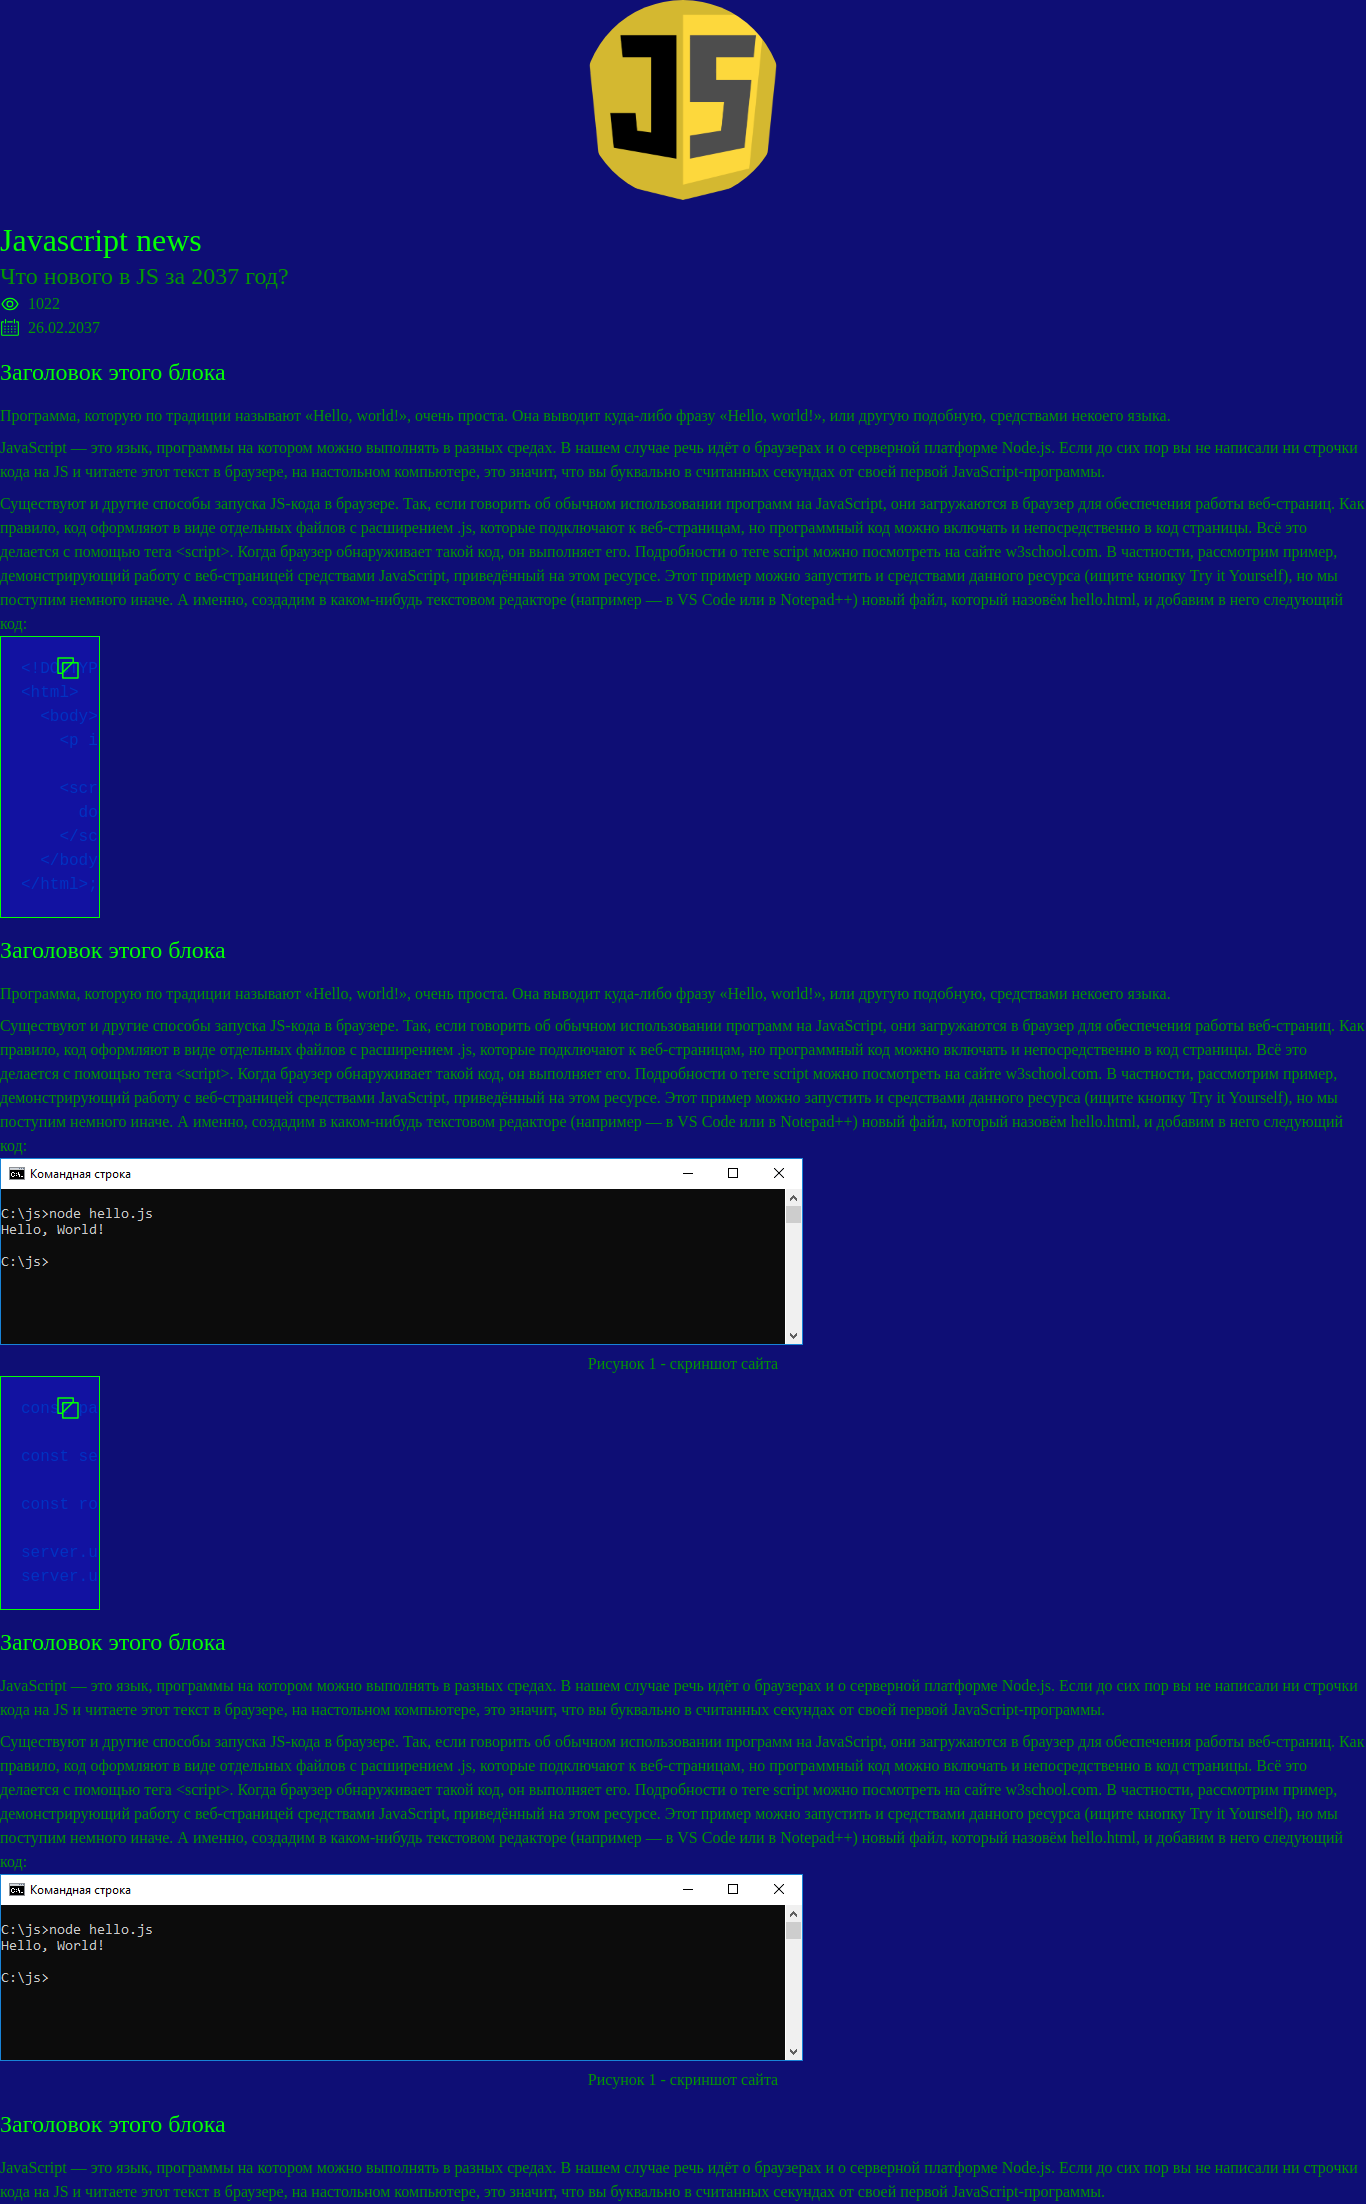 JS
Javascript news
Что нового в JS за 2037 год?
1022
26.02.2037
Заголовок этого блока
Программа, которую по традиции называют «Hello, world!», очень проста. Она выводит куда-либо фразу «Hello, world!», или другую подобную, средствами некоего языка.
JavaScript — это язык, программы на котором можно выполнять в разных средах. В нашем случае речь идёт о браузерах и о серверной платформе Node.js. Если до сих пор вы не написали ни строчки
кода на JS и читаете этот текст в браузере, на настольном компьютере, это значит, что вы буквально в считанных секундах от своей первой JavaScript-программы.
Существуют и другие способы запуска JS-кода в браузере. Так, если говорить об обычном использовании программ на JavaScript, они загружаются в браузер для обеспечения работы веб-страниц. Как
правило, код оформляют в виде отдельных файлов с расширением .js, которые подключают к веб-страницам, но программный код можно включать и непосредственно в код страницы. Всё это
делается с помощью тега <script>. Когда браузер обнаруживает такой код, он выполняет его. Подробности о теге script можно посмотреть на сайте w3school.com. В частности, рассмотрим пример,
демонстрирующий работу с веб-страницей средствами JavaScript, приведённый на этом ресурсе. Этот пример можно запустить и средствами данного ресурса (ищите кнопку Try it Yourself), но мы
поступим немного иначе. А именно, создадим в каком-нибудь текстовом редакторе (например — в VS Code или в Notepad++) новый файл, который назовём hello.html, и добавим в него следующий
код:
<!DOCTYP
<html>
<body>
<p i
<scr
do
</sc
</body
</html>;
Заголовок этого блока
Программа, которую по традиции называют «Hello, world!», очень проста. Она выводит куда-либо фразу «Hello, world!», или другую подобную, средствами некоего языка.
Существуют и другие способы запуска JS-кода в браузере. Так, если говорить об обычном использовании программ на JavaScript, они загружаются в браузер для обеспечения работы веб-страниц. Как
правило, код оформляют в виде отдельных файлов с расширением .js, которые подключают к веб-страницам, но программный код можно включать и непосредственно в код страницы. Всё это
делается с помощью тега <script>. Когда браузер обнаруживает такой код, он выполняет его. Подробности о теге script можно посмотреть на сайте w3school.com. В частности, рассмотрим пример,
демонстрирующий работу с веб-страницей средствами JavaScript, приведённый на этом ресурсе. Этот пример можно запустить и средствами данного ресурса (ищите кнопку Try it Yourself), но мы
поступим немного иначе. А именно, создадим в каком-нибудь текстовом редакторе (например — в VS Code или в Notepad++) новый файл, который назовём hello.html, и добавим в него следующий
код:
Командная строка
C:\js>node hello.js
Hello, World!
C:\js>
Рисунок 1 - скриншот сайта
const pa
const se
const ro
server.u
server.u
Заголовок этого блока
JavaScript — это язык, программы на котором можно выполнять в разных средах. В нашем случае речь идёт о браузерах и о серверной платформе Node.js. Если до сих пор вы не написали ни строчки
кода на JS и читаете этот текст в браузере, на настольном компьютере, это значит, что вы буквально в считанных секундах от своей первой JavaScript-программы.
Существуют и другие способы запуска JS-кода в браузере. Так, если говорить об обычном использовании программ на JavaScript, они загружаются в браузер для обеспечения работы веб-страниц. Как
правило, код оформляют в виде отдельных файлов с расширением .js, которые подключают к веб-страницам, но программный код можно включать и непосредственно в код страницы. Всё это
делается с помощью тега <script>. Когда браузер обнаруживает такой код, он выполняет его. Подробности о теге script можно посмотреть на сайте w3school.com. В частности, рассмотрим пример,
демонстрирующий работу с веб-страницей средствами JavaScript, приведённый на этом ресурсе. Этот пример можно запустить и средствами данного ресурса (ищите кнопку Try it Yourself), но мы
поступим немного иначе. А именно, создадим в каком-нибудь текстовом редакторе (например — в VS Code или в Notepad++) новый файл, который назовём hello.html, и добавим в него следующий
код:
Командная строка
C:\js>node hello.js
Hello, World!
C:\js>
Рисунок 1 - скриншот сайта
Заголовок этого блока
JavaScript — это язык, программы на котором можно выполнять в разных средах. В нашем случае речь идёт о браузерах и о серверной платформе Node.js. Если до сих пор вы не написали ни строчки
кода на JS и читаете этот текст в браузере, на настольном компьютере, это значит, что вы буквально в считанных секундах от своей первой JavaScript-программы.